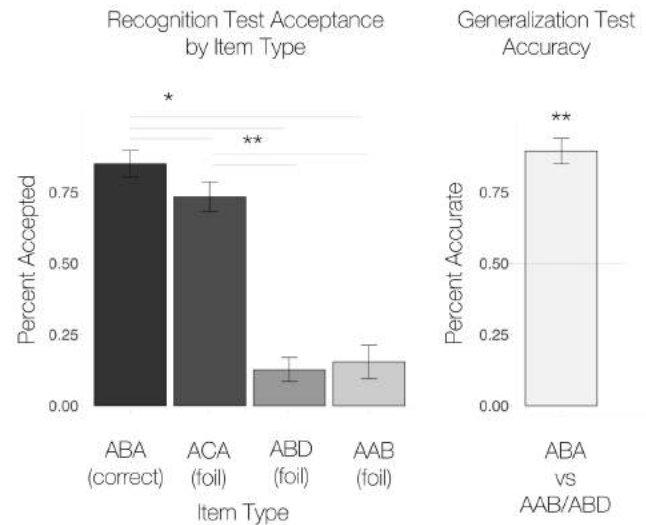 Recognition Test Acceptance
by Item Type
Percent Accepted
0.75
0.50
0.25
0.00
*
**
ABA
(correct)
ACA
(foil)
ABD
(foil)
AAB
(foil)
Item Type
Generalization Test
Accuracy
Percent Accurate
0.75
0.50
0.25
0.00
**
ABA
vs
AAB/ABD